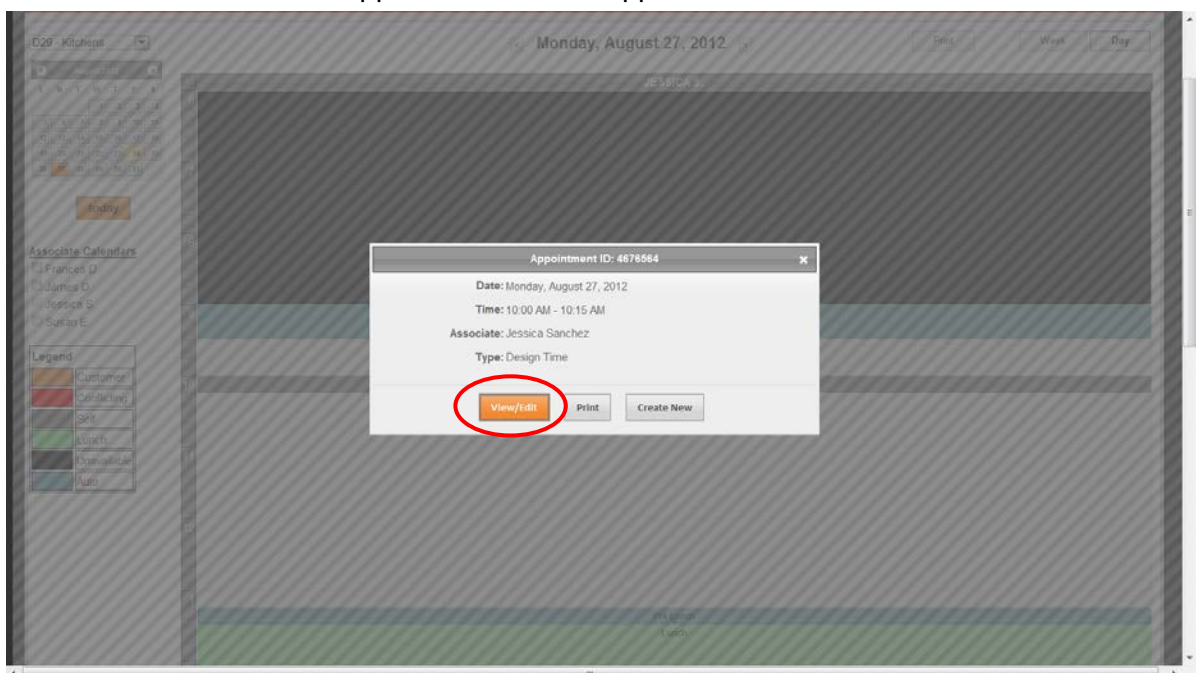 D29 - Kitchens
Monday, August 27, 2012
Print
Week
Day
JESSICA S.
Today
Associate Calendars
Frances D.
James D.
Jessica S.
Susan E.
Legend
Customer
Conflicting
Self
Lunch
Unavailable
Auto
Appointment ID: 4676564
Date: Monday, August 27, 2012
Time: 10:00 AM - 10:15 AM
Associate: Jessica Sanchez
Type: Design Time
View/Edit
Print
Create New
Lunch